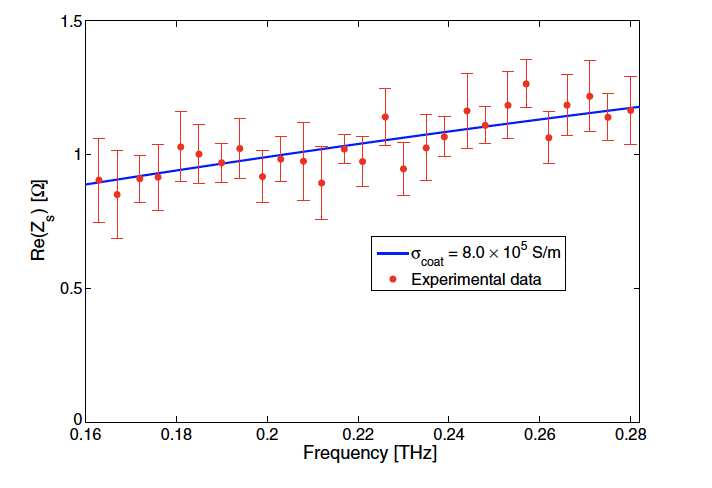 1.5
1
0.5
0
Re(Z_s) [Ω]
σ_coat = 8.0 × 10^5 S/m
Experimental data
0.16 0.18 0.2 0.22 0.24 0.26 0.28
Frequency [THz]